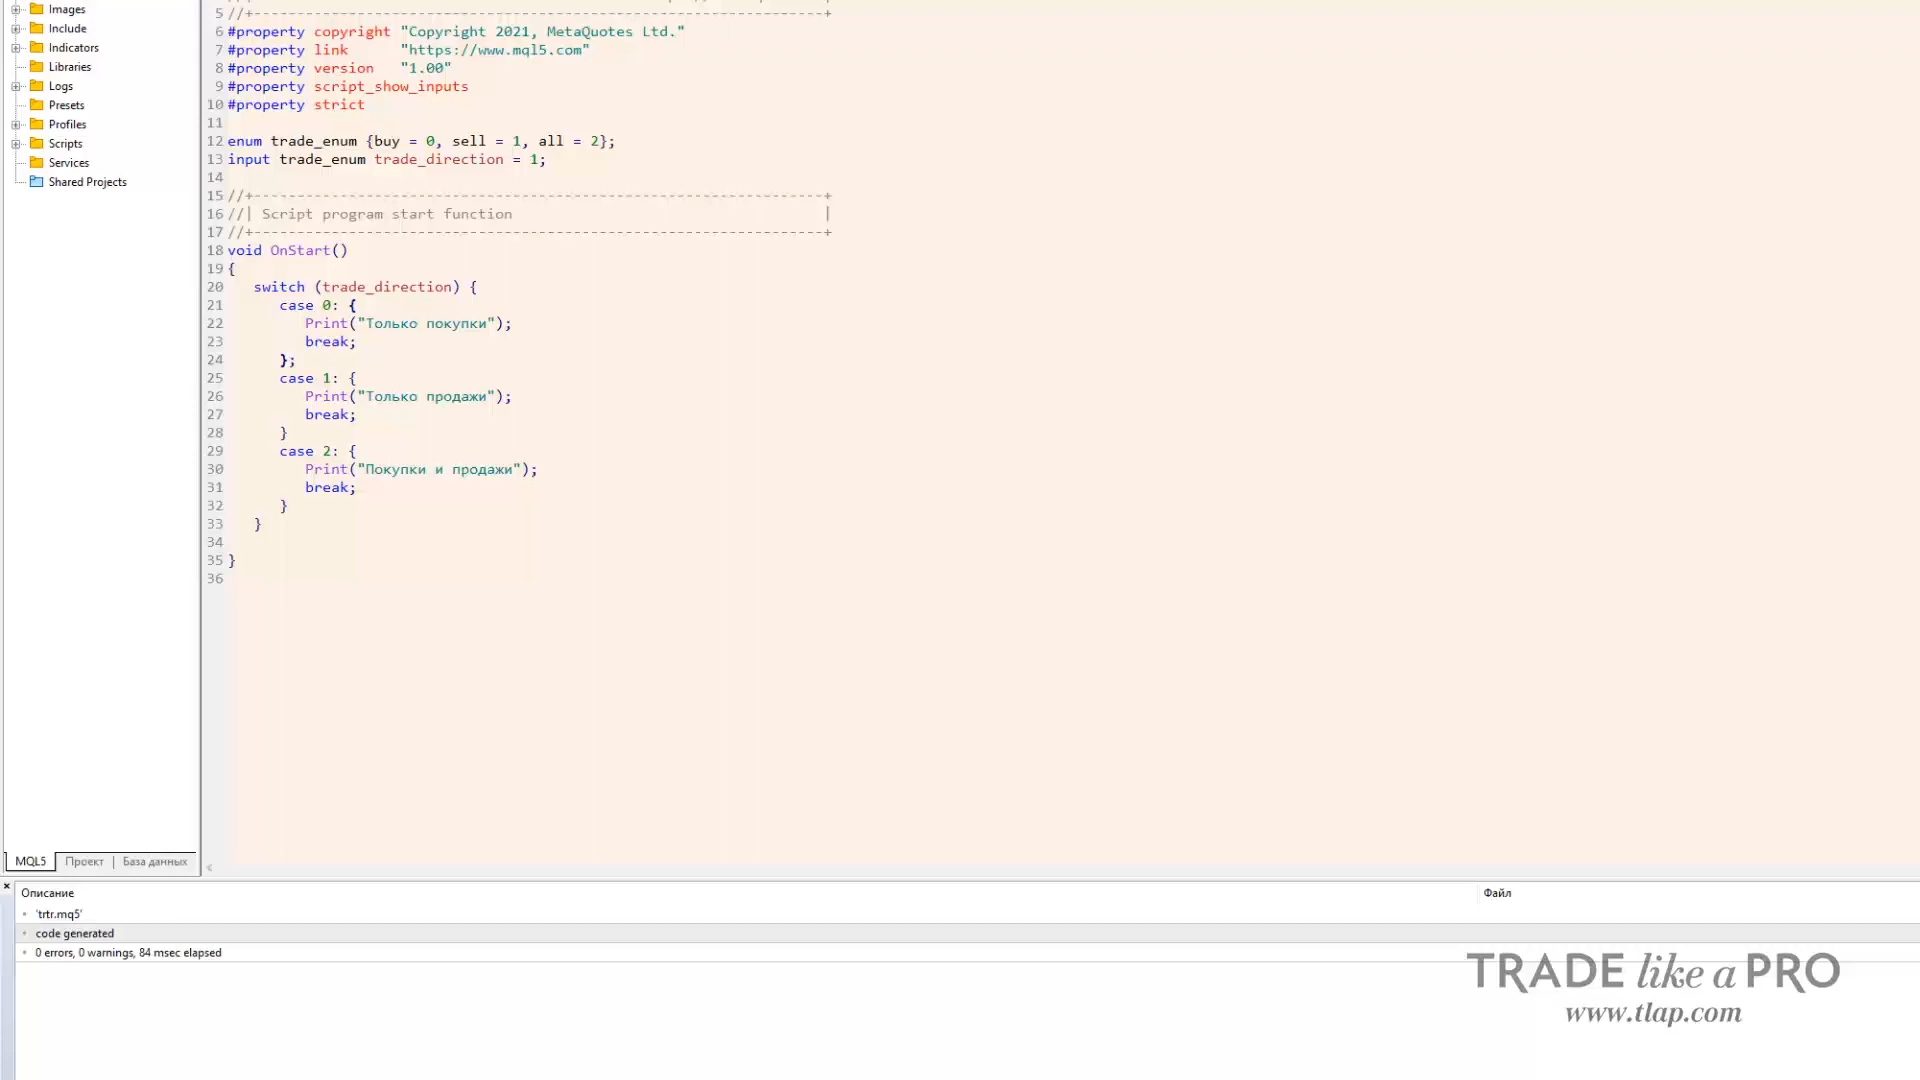 Images
Include
Indicators
Libraries
Logs
Presets
Profiles
Scripts
Services
Shared Projects
5 //+------------------------------------------------------------------+
6 #property copyright "Copyright 2021, MetaQuotes Ltd."
7 #property link      "https://www.mql5.com"
8 #property version   "1.00"
9 #property script_show_inputs
10 #property strict
11
12 enum trade_enum {buy = 0, sell = 1, all = 2};
13 input trade_enum trade_direction = 1;
14
15 //+------------------------------------------------------------------+
16 //| Script program start function                                    |
17 //+------------------------------------------------------------------+
18 void OnStart()
19 {
20    switch (trade_direction) {
21       case 0: {
22          Print("Только покупки");
23          break;
24       };
25       case 1: {
26          Print("Только продажи");
27          break;
28       }
29       case 2: {
30          Print("Покупки и продажи");
31          break;
32       }
33    }
34
35 }
36
MQL5 Проект | База данных
Описание Файл
'trtr.mq5'
code generated
0 errors, 0 warnings, 84 msec elapsed
TRADE like a PRO
www.tlap.com